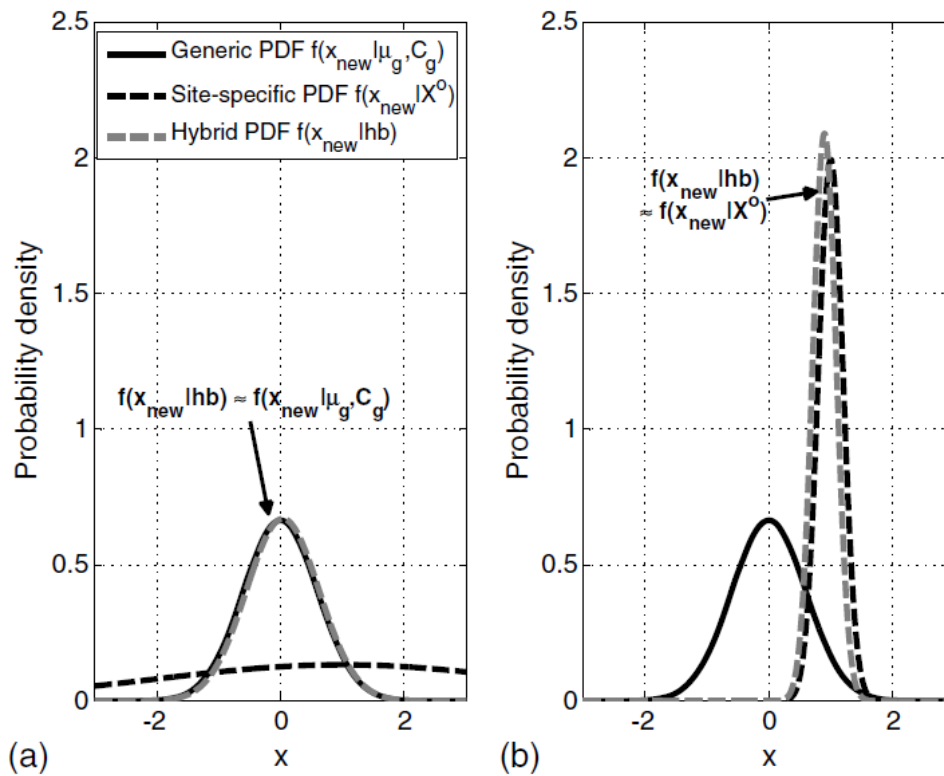 2.5
Generic PDF f(x_new|μ_g,C_g)
Site-specific PDF f(x_new|X^o)
Hybrid PDF f(x_new|hb)
2
1.5
1
0.5
0
Probability density
f(x_new|hb) ≈ f(x_new|μ_g,C_g)
-2
0
2
x
(a)
2.5
2
1.5
1
0.5
0
Probability density
f(x_new|hb)
≈ f(x_new|X^o)
-2
0
2
x
(b)